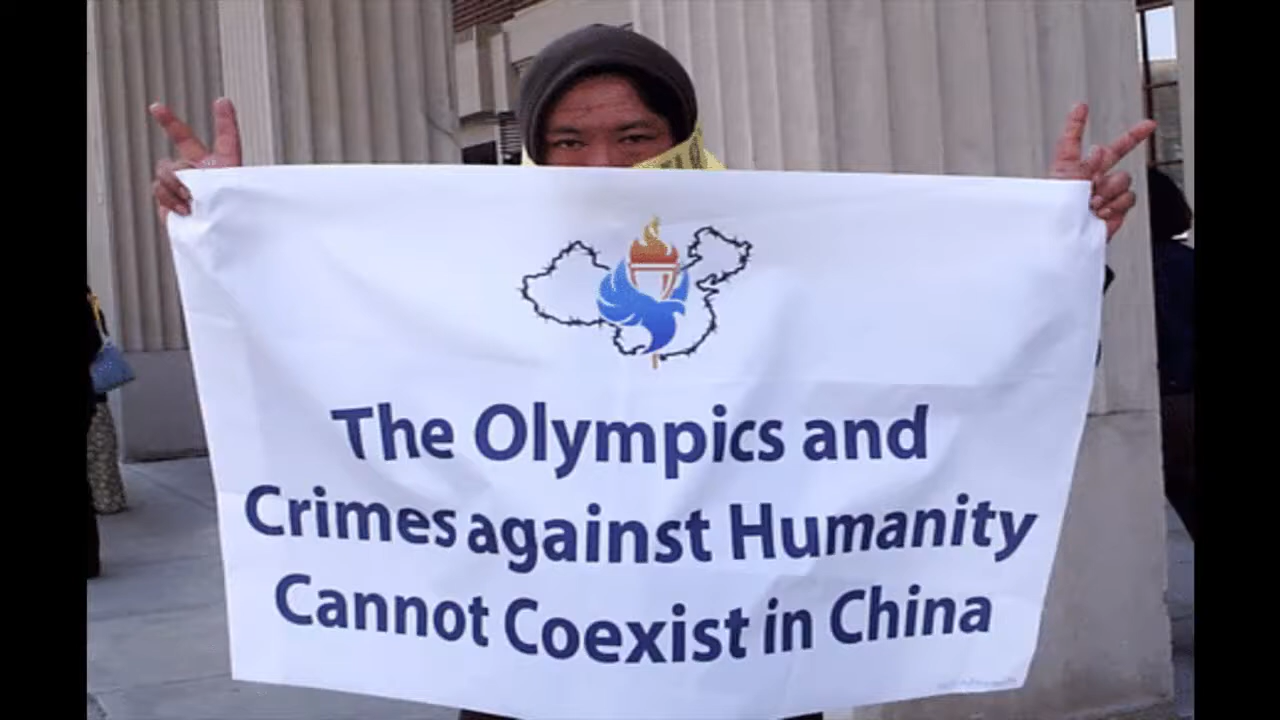 The Olympics and
Crimes against Humanity
Cannot Coexist in China